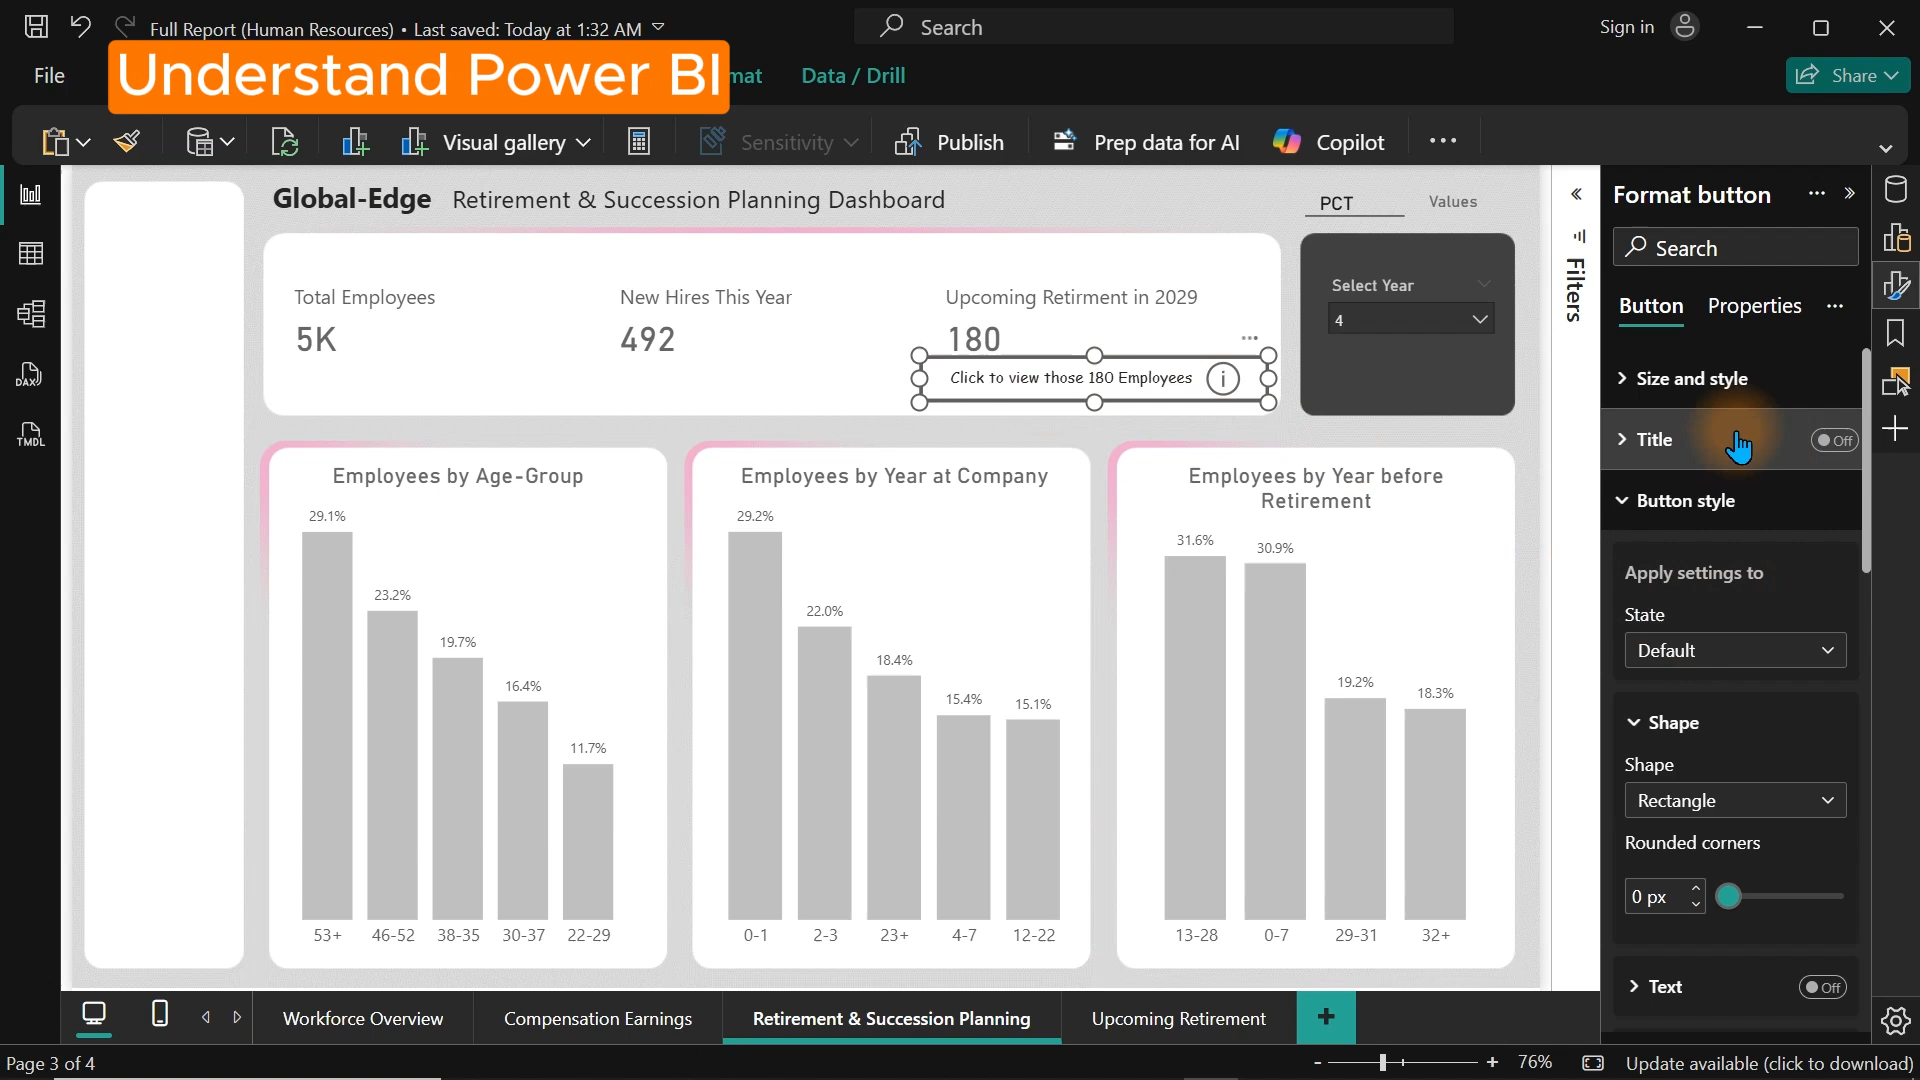 Full Report (Human Resources) • Last saved: Today at 1:32 AM
Search
Sign in
File
Understand Power BI
mat
Data / Drill
Share
Visual gallery
Sensitivity
Publish
Prep data for AI
Copilot
Global-Edge Retirement & Succession Planning Dashboard
PCT
Values
Total Employees
5K
New Hires This Year
492
Upcoming Retirment in 2029
180
Click to view those 180 Employees
Select Year
4
Filters
Employees by Age-Group
29.1%
23.2%
19.7%
16.4%
11.7%
53+ 46-52 38-35 30-37 22-29
Employees by Year at Company
29.2%
22.0%
18.4%
15.4%
15.1%
0-1 2-3 23+ 4-7 12-22
Employees by Year before
Retirement
31.6%
30.9%
19.2%
18.3%
13-28 0-7 29-31 32+
Format button
Search
Button Properties
Size and style
Title Off
Button style
Apply settings to
State
Default
Shape
Shape
Rectangle
Rounded corners
0 px
Text Off
DAX
TMDL
Workforce Overview
Compensation Earnings
Retirement & Succession Planning
Upcoming Retirement
Page 3 of 4
76%
Update available (click to download)